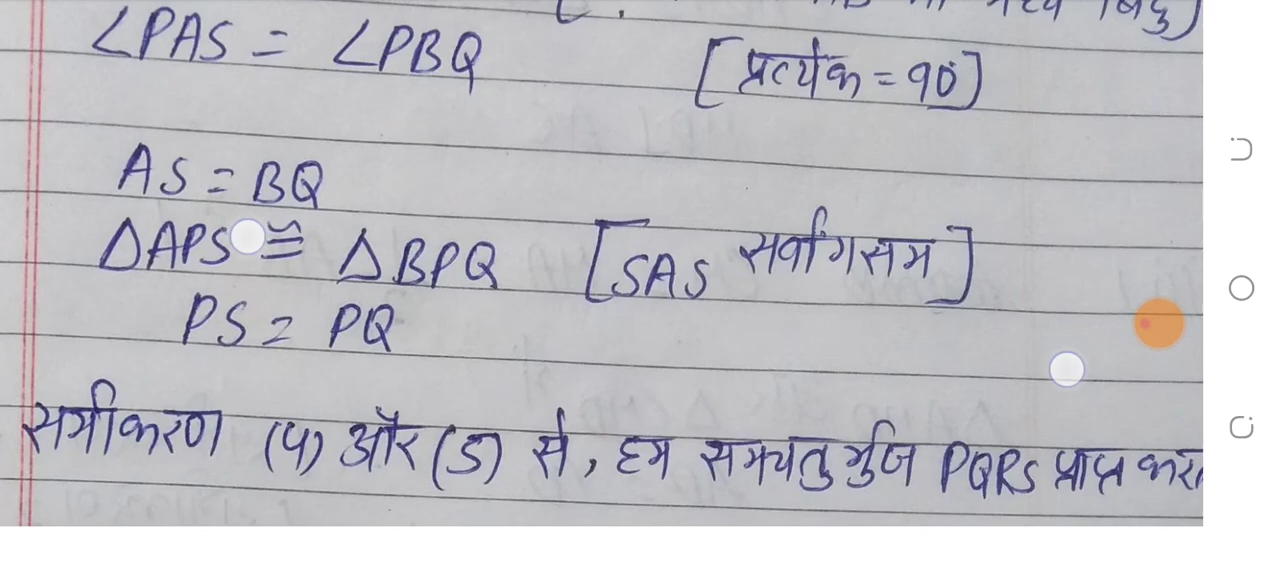 ∠PAS = ∠PBQ [प्रत्येक = 90]
AS = BQ
ΔAPS ≅ ΔBPQ [SAS सर्वांगसम]
PS = PQ
समीकरण (4) और (5) से, हम समचतुर्भुज PQRS प्राप्त कर